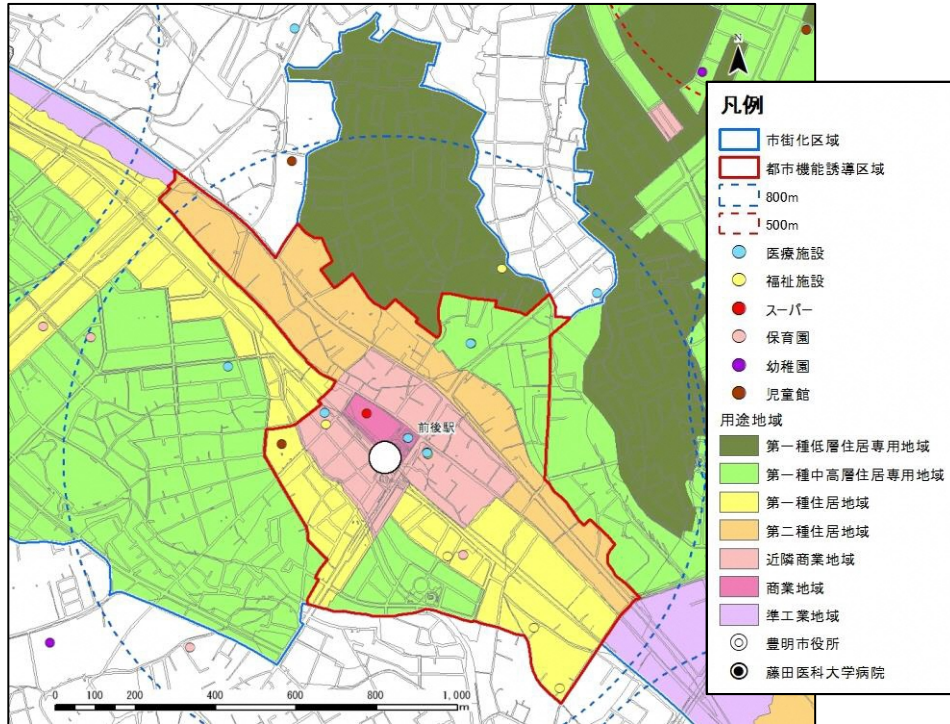 N
凡例
市街化区域
都市機能誘導区域
800m
500m
医療施設
福祉施設
スーパー
保育園
幼稚園
児童館
用途地域
第一種低層住居専用地域
第一種中高層住居専用地域
第一種住居地域
第二種住居地域
近隣商業地域
商業地域
準工業地域
豊明市役所
藤田医科大学病院
前後駅
0 100 200 400 600 800 1,000
m